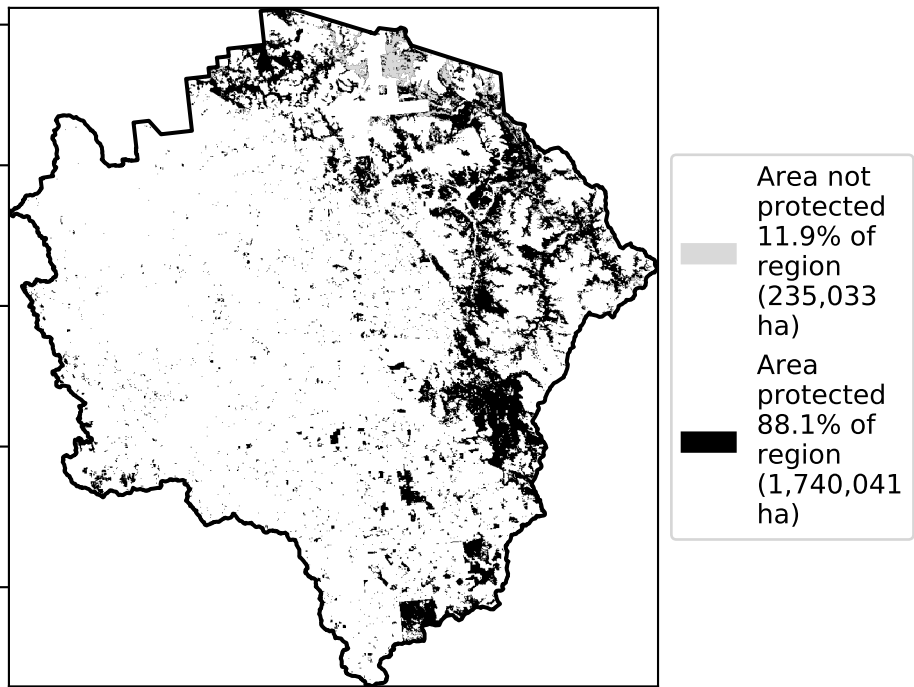 Area not
protected
11.9% of
region
(235,033
ha)
Area
protected
88.1% of
region
(1,740,041
ha)